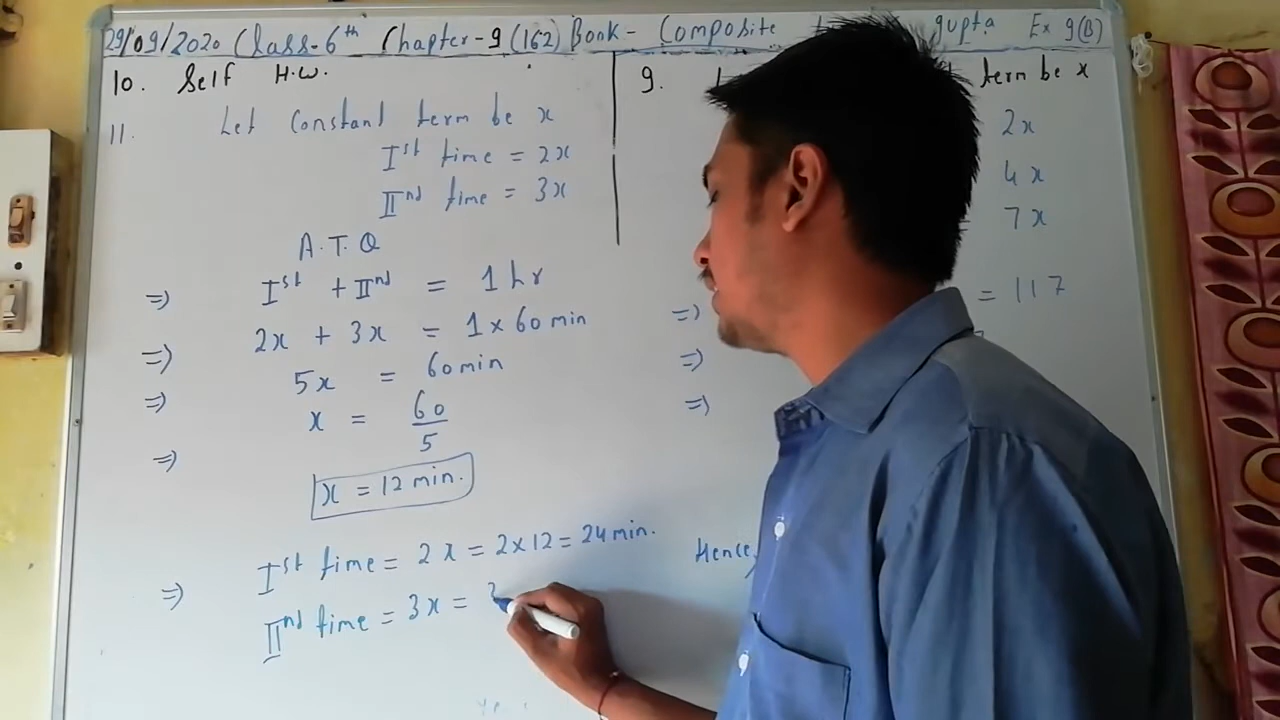 29/09/2020 Class-6th Chapter-9 (162) Book- Composite gupta Ex 9(B)
10. Self H.W.
11. Let Constant term be x
Ist time = 2x
IInd time = 3x
A.T.Q
=) Ist + IInd = 1 hr
=) 2x + 3x = 1 × 60 min
=) 5x = 60 min
x = 60/5
=) x = 12 min.
=) Ist time = 2x = 2×12 = 24 min.
IInd time = 3x = 3
9. term be x
2x
4x
7x
=) = 117
=)
=)
Hence,